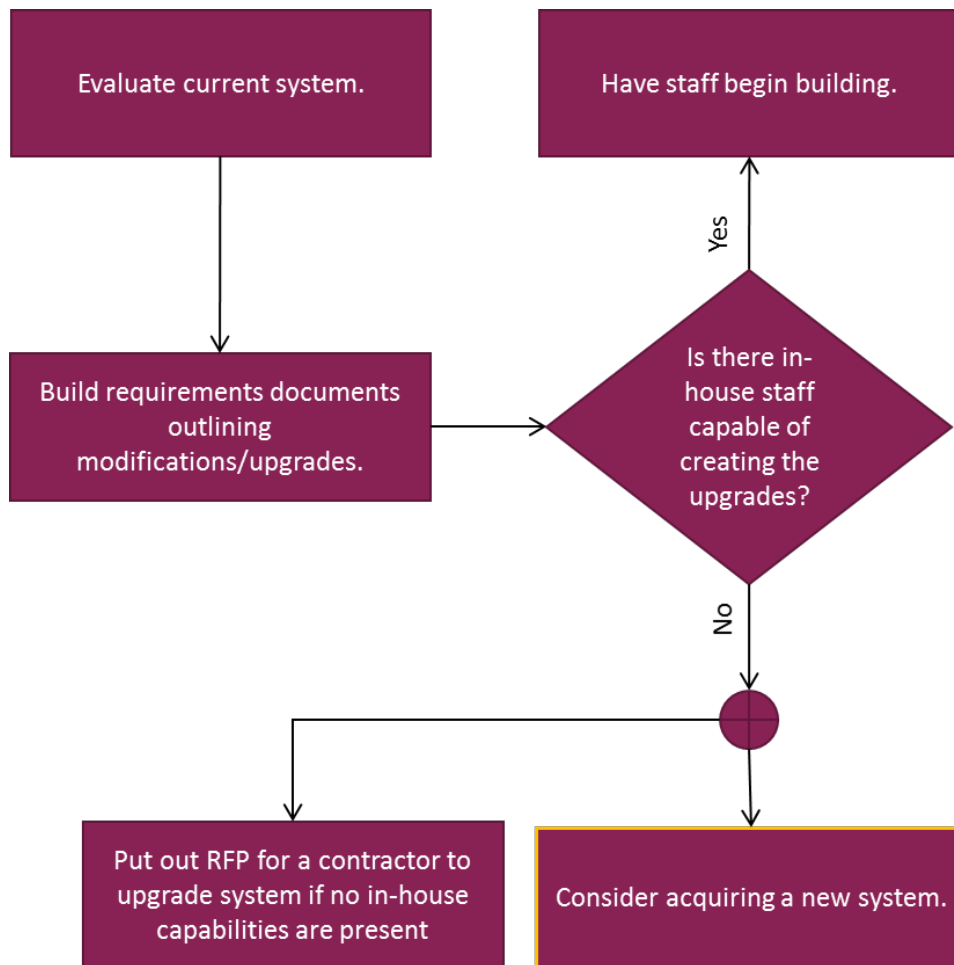 Evaluate current system.
Have staff begin building.
Yes
Build requirements documents
outlining
modifications/upgrades.
Is there in-
house staff
capable of
creating the
upgrades?
No
Put out RFP for a contractor to
upgrade system if no in-house
capabilities are present
Consider acquiring a new system.